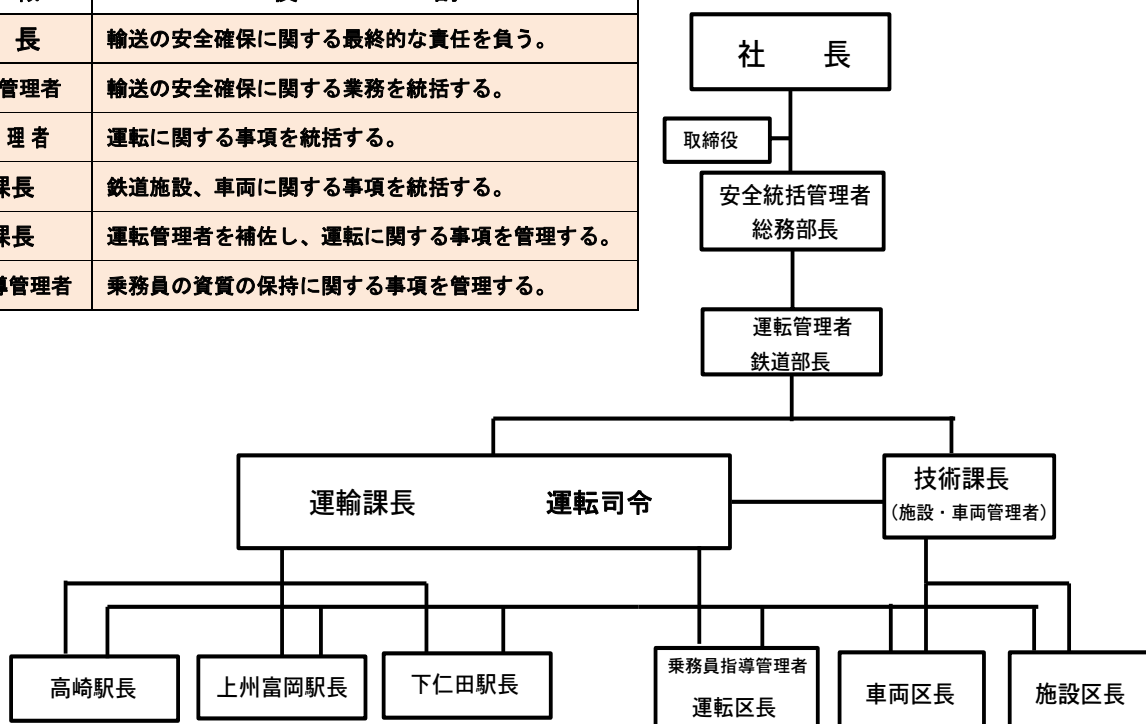 役 割
長 輸送の安全確保に関する最終的な責任を負う。
管理者 輸送の安全確保に関する業務を統括する。
理 者 運転に関する事項を統括する。
課長 鉄道施設、車両に関する事項を統括する。
課長 運転管理者を補佐し、運転に関する事項を管理する。
導管理者 乗務員の資質の保持に関する事項を管理する。
社 長
取締役
安全統括管理者
総務部長
運転管理者
鉄道部長
運輸課長 運転司令
技術課長
(施設・車両管理者)
高崎駅長
上州富岡駅長
下仁田駅長
乗務員指導管理者
運転区長
車両区長
施設区長